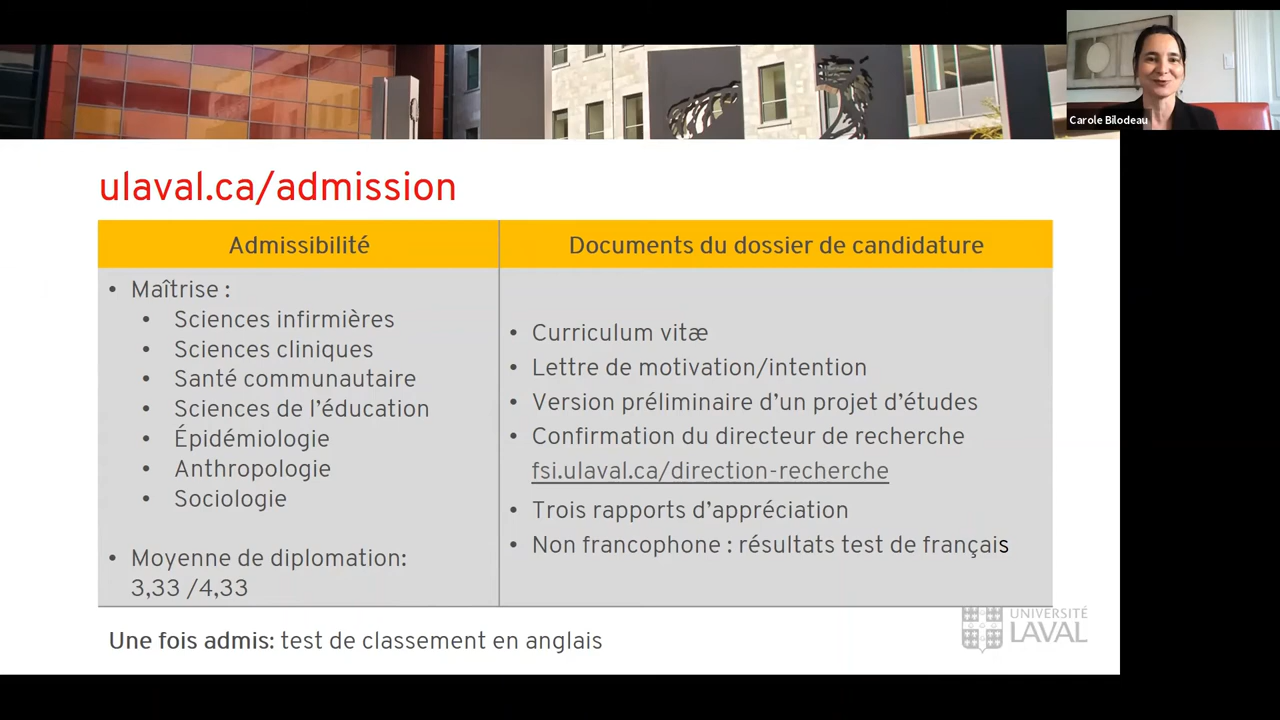 Carole Bilodeau
ulaval.ca/admission
Admissibilité
Documents du dossier de candidature
• Maîtrise :
• Sciences infirmières
• Sciences cliniques
• Santé communautaire
• Sciences de l'éducation
• Épidémiologie
• Anthropologie
• Sociologie
• Moyenne de diplomation:
3,33 /4,33
• Curriculum vitæ
• Lettre de motivation/intention
• Version préliminaire d'un projet d'études
• Confirmation du directeur de recherche
fsi.ulaval.ca/direction-recherche
• Trois rapports d'appréciation
• Non francophone : résultats test de français
Une fois admis: test de classement en anglais
UNIVERSITÉ
LAVAL